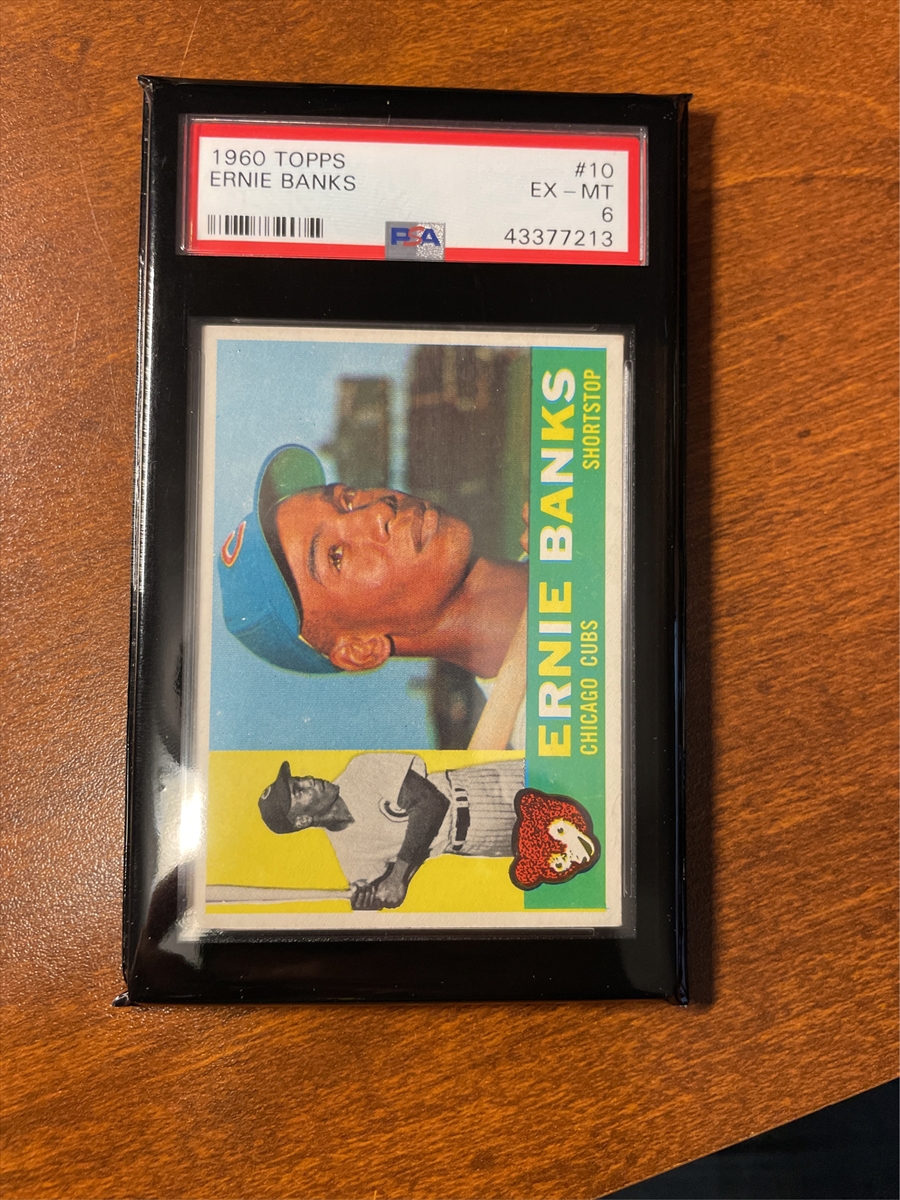 1960 TOPPS
ERNIE BANKS
#10
EX – MT
6
43377213
PSA
C
ERNIE BANKS
CHICAGO CUBS
SHORTSTOP
C